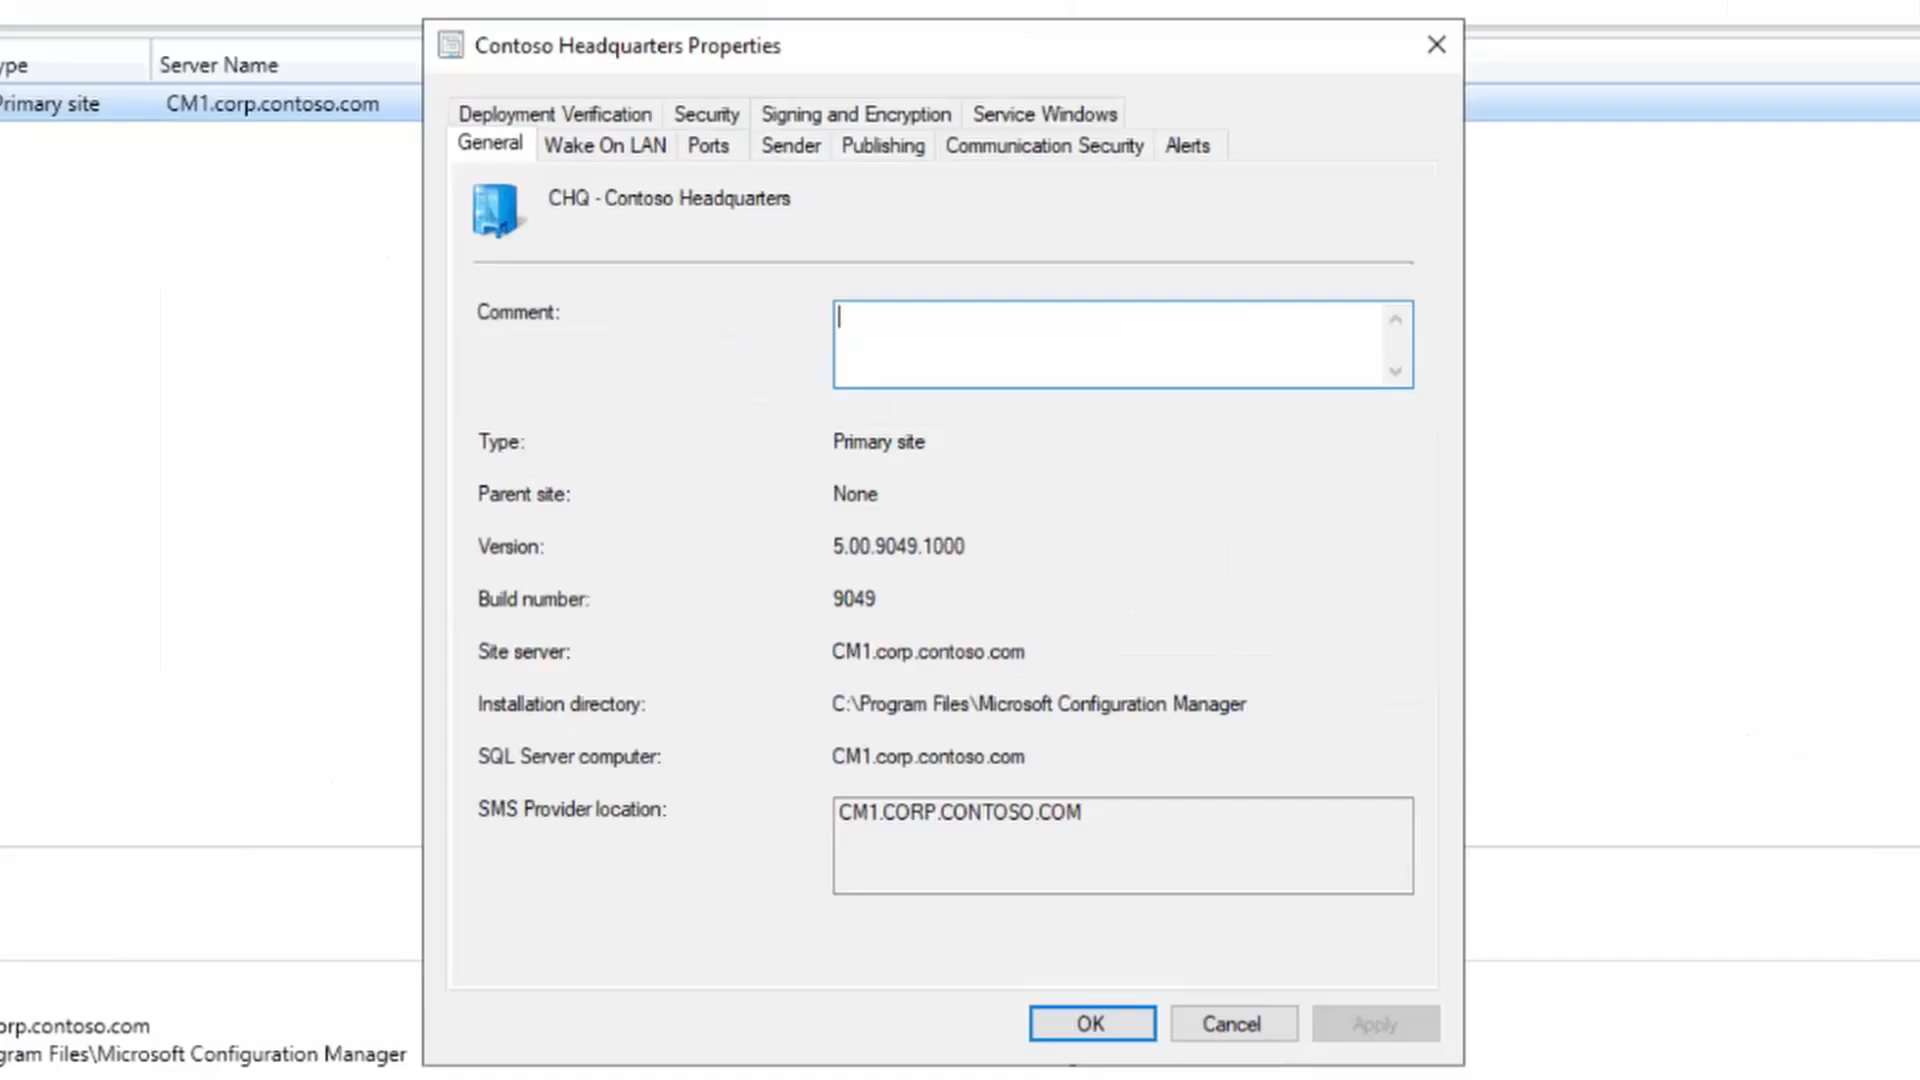 Contoso Headquarters Properties
ype
Server Name
Primary site
CM1.corp.contoso.com
Deployment Verification
Security
Signing and Encryption
Service Windows
General
Wake On LAN
Ports
Sender
Publishing
Communication Security
Alerts
CHQ - Contoso Headquarters
Comment:
Type:
Primary site
Parent site:
None
Version:
5.00.9049.1000
Build number:
9049
Site server:
CM1.corp.contoso.com
Installation directory:
C:\Program Files\Microsoft Configuration Manager
SQL Server computer:
CM1.corp.contoso.com
SMS Provider location:
CM1.CORP.CONTOSO.COM
OK
Cancel
Apply
orp.contoso.com
gram Files\Microsoft Configuration Manager